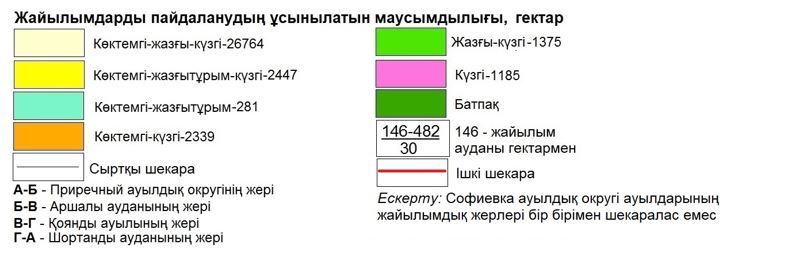 Жайылымдарды пайдаланудың ұсынылатын маусымдылығы, гектар
Көктемгі-жазғы-күзгі-26764
Көктемгі-жазғытұрым-күзгі-2447
Көктемгі-жазғытұрым-281
Көктемгі-күзгі-2339
Сыртқы шекара
А-Б - Приречный ауылдық округінің жері
Б-В - Аршалы ауданының жері
В-Г - Қоянды ауылының жері
Г-А - Шортанды ауданының жері
Жазғы-күзгі-1375
Күзгі-1185
Батпақ
146-482
30
146 - жайылым
ауданы гектармен
Ішкі шекара
Ескерту: Софиевка ауылдық округі ауылдарының
жайылымдық жерлері бір бірімен шекаралас емес